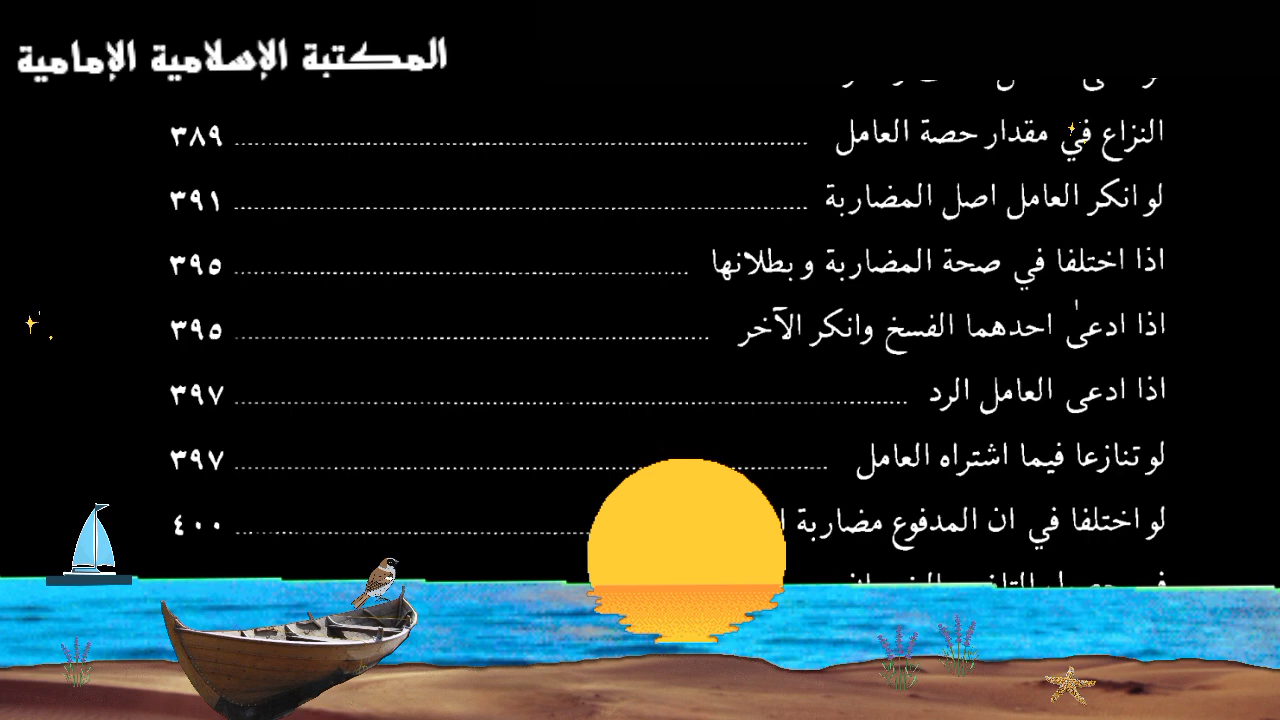 المكتبة الإسلامية الإمامية
النزاع في مقدار حصة العامل ٣٨٩
لو انكر العامل اصل المضاربة ٣٩١
اذا اختلفا في صحة المضاربة وبطلانها ٣٩٥
اذا ادعىٰ احدهما الفسخ وانكر الآخر ٣٩٥
اذا ادعى العامل الرد ٣٩٧
لو تنازعا فيما اشتراه العامل ٣٩٧
لو اختلفا في ان المدفوع مضاربة ٤٠٠